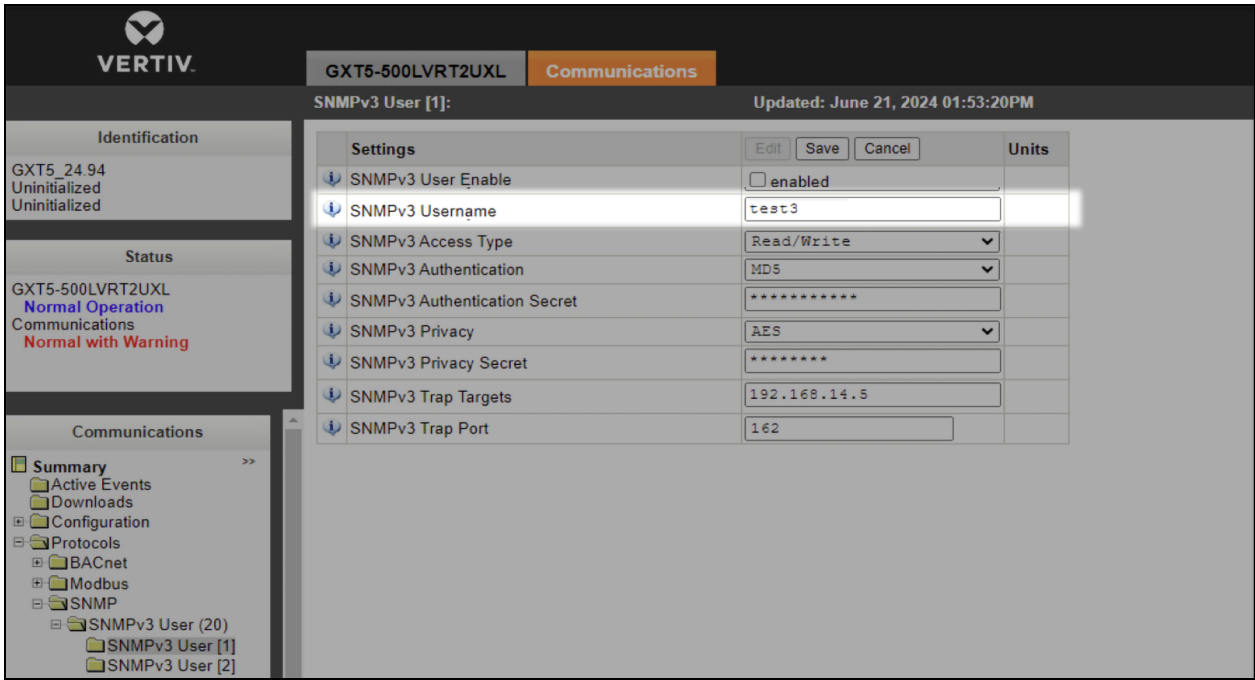 VERTIV
GXT5-500LVRT2UXL Communications
SNMPv3 User [1]: Updated: June 21, 2024 01:53:20PM
Identification
GXT5_24.94
Uninitialized
Uninitialized
Status
GXT5-500LVRT2UXL
Normal Operation
Communications
Normal with Warning
Communications
Summary >>
Active Events
Downloads
Configuration
Protocols
BACnet
Modbus
SNMP
SNMPv3 User (20)
SNMPv3 User [1]
SNMPv3 User [2]
Settings Edit Save Cancel Units
SNMPv3 User Enable enabled
SNMPv3 Username test3
SNMPv3 Access Type Read/Write
SNMPv3 Authentication MD5
SNMPv3 Authentication Secret ***********
SNMPv3 Privacy AES
SNMPv3 Privacy Secret ********
SNMPv3 Trap Targets 192.168.14.5
SNMPv3 Trap Port 162